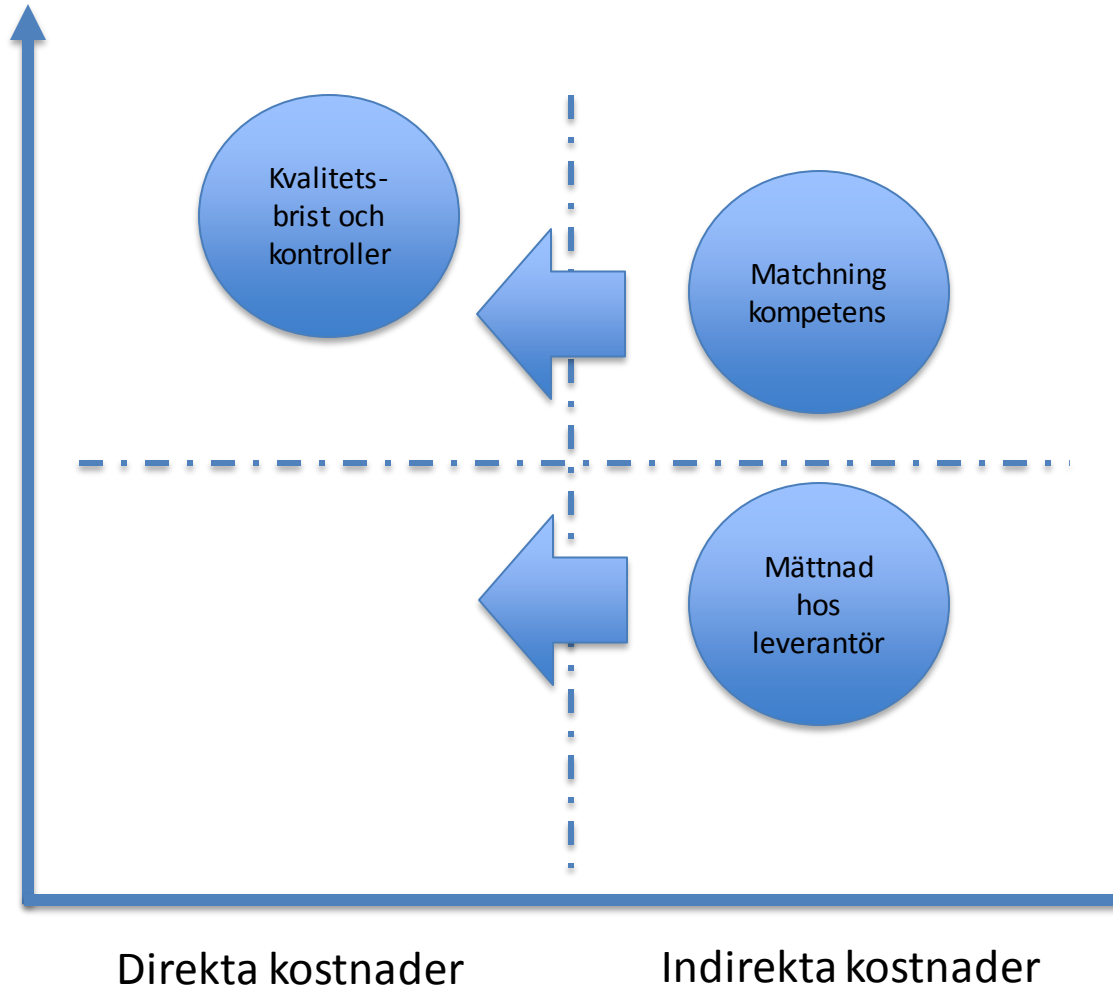 Kvalitets-
brist och
kontroller
Matchning
kompetens
Mättnad
hos
leverantör
Direkta kostnader
Indirekta kostnader